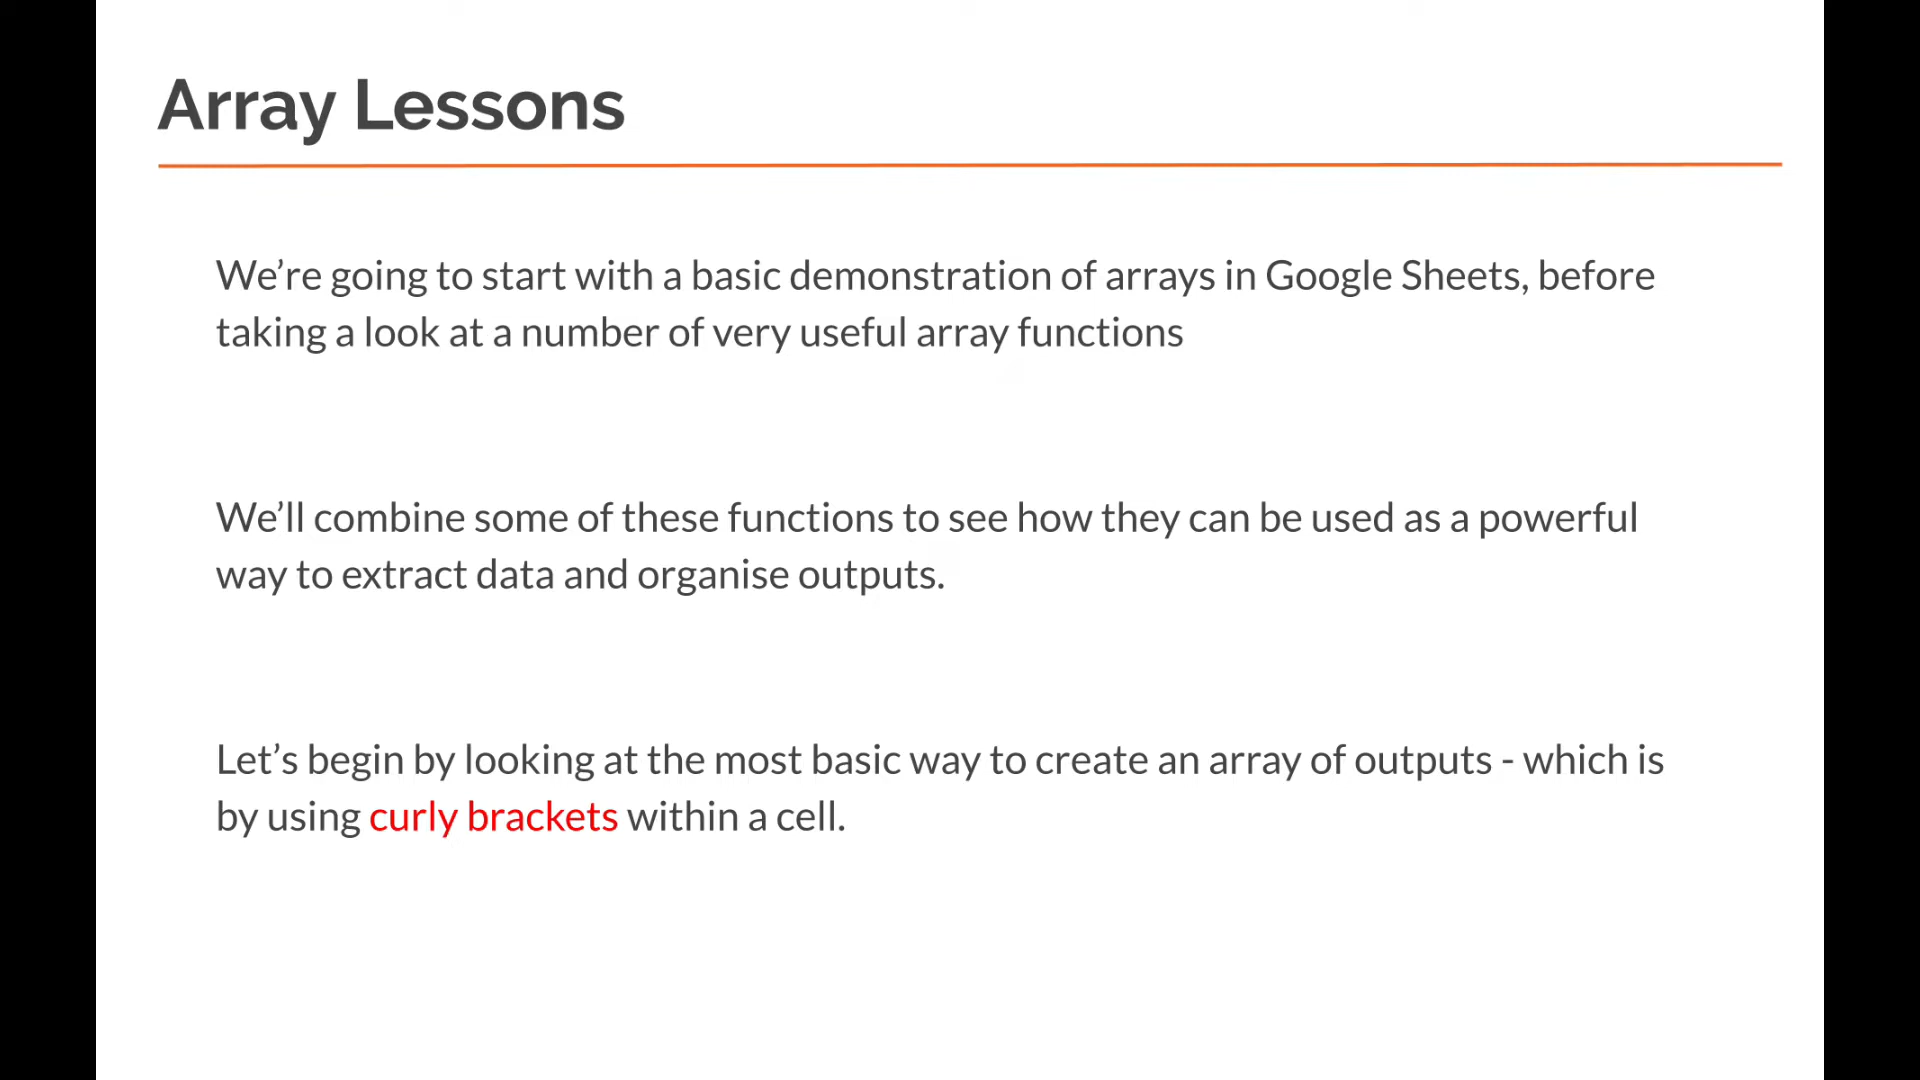 Array Lessons
We’re going to start with a basic demonstration of arrays in Google Sheets, before
taking a look at a number of very useful array functions
We’ll combine some of these functions to see how they can be used as a powerful
way to extract data and organise outputs.
Let’s begin by looking at the most basic way to create an array of outputs - which is
by using curly brackets within a cell.